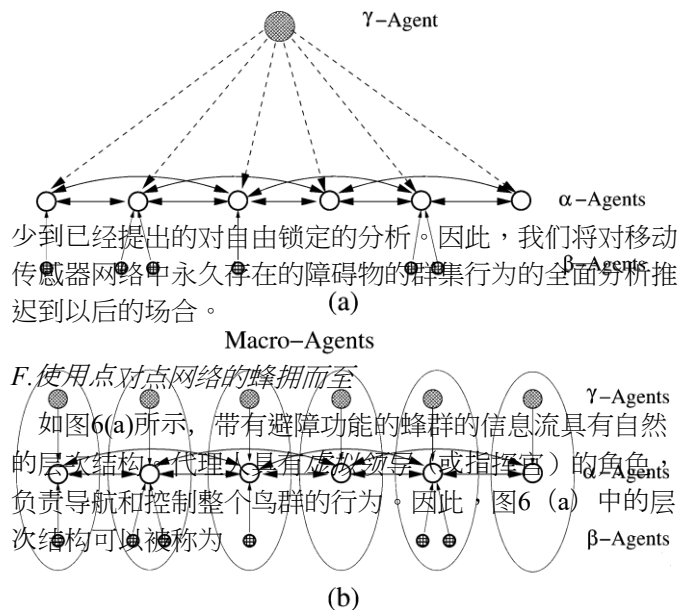 γ−Agent
α−Agents
少到已经提出的对自由锁定的分析。因此，我们将对移动
β−Agents
传感器网络中永久存在的障碍物的群集行为的全面分析推
(a)
迟到以后的场合。
Macro−Agents
F.使用点对点网络的蜂拥而至
γ−Agents
如图6(a)所示，带有避障功能的蜂群的信息流具有自然
的层次结构。代理人具有虚拟领导（或指挥官）的角色，
α−Agents
负责导航和控制整个鸟群的行为。因此，图6（a）中的层
次结构可以被称为
β−Agents
(b)